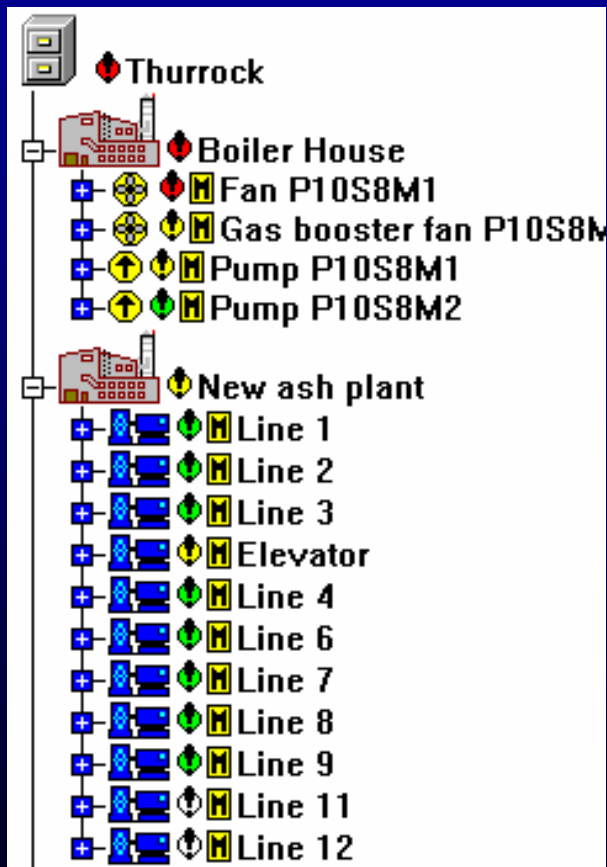 Thurrock
Boiler House
M Fan P10S8M1
M Gas booster fan P10S8M
M Pump P10S8M1
M Pump P10S8M2
New ash plant
M Line 1
M Line 2
M Line 3
M Elevator
M Line 4
M Line 6
M Line 7
M Line 8
M Line 9
M Line 11
M Line 12